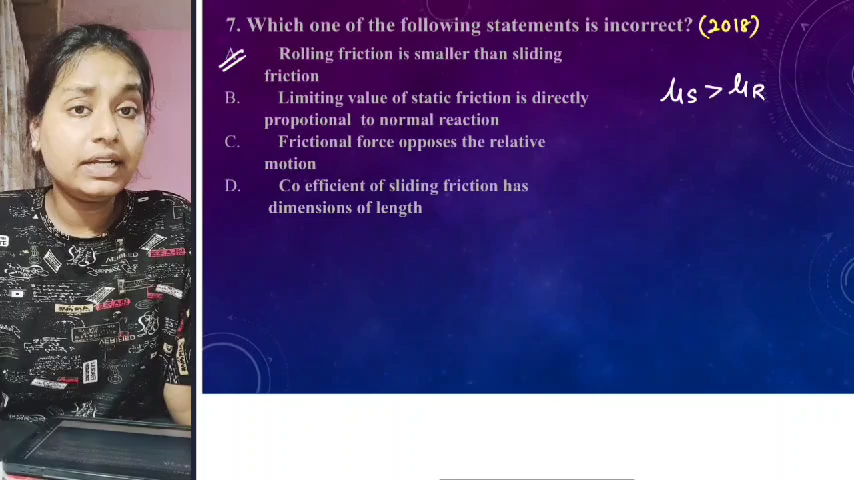 7. Which one of the following statements is incorrect? (2018)
A. Rolling friction is smaller than sliding
friction
B. Limiting value of static friction is directly
propotional to normal reaction
C. Frictional force opposes the relative
motion
D. Co efficient of sliding friction has
dimensions of length
μs > μR